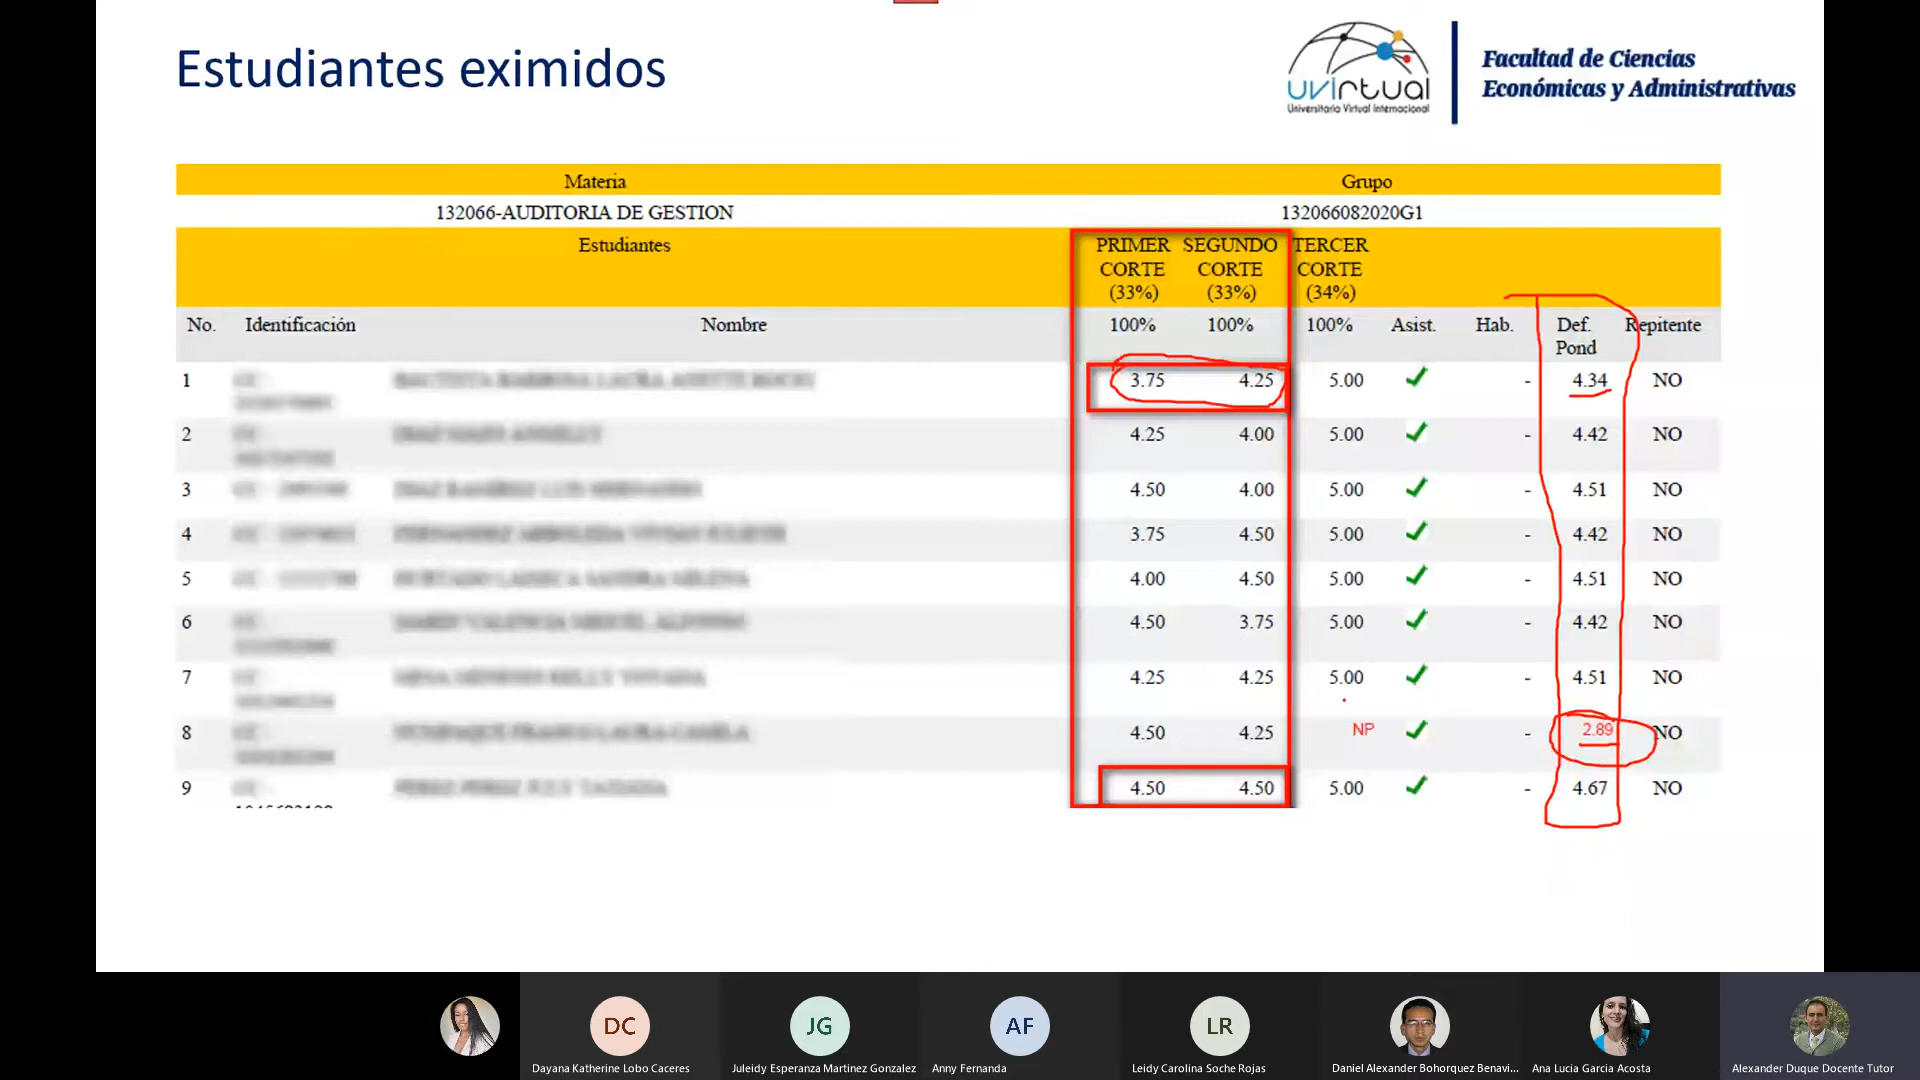 Estudiantes eximidos
uvirtual
Universitaria Virtual Internacional
Facultad de Ciencias
Económicas y Administrativas
Materia Grupo
132066-AUDITORIA DE GESTION 132066082020G1
Estudiantes PRIMER CORTE (33%) SEGUNDO CORTE (33%) TERCER CORTE (34%)
No. Identificación Nombre 100% 100% 100% Asist. Hab. Def. Pond Repitente
1 3.75 4.25 5.00 - 4.34 NO
2 4.25 4.00 5.00 - 4.42 NO
3 4.50 4.00 5.00 - 4.51 NO
4 3.75 4.50 5.00 - 4.42 NO
5 4.00 4.50 5.00 - 4.51 NO
6 4.50 3.75 5.00 - 4.42 NO
7 4.25 4.25 5.00 - 4.51 NO
8 4.50 4.25 NP - 2.89 NO
9 4.50 4.50 5.00 - 4.67 NO
DC JG AF LR
Dayana Katherine Lobo Caceres Juleidy Esperanza Martinez Gonzalez Anny Fernanda Leidy Carolina Soche Rojas Daniel Alexander Bohorquez Benavi... Ana Lucia Garcia Acosta Alexander Duque Docente Tutor